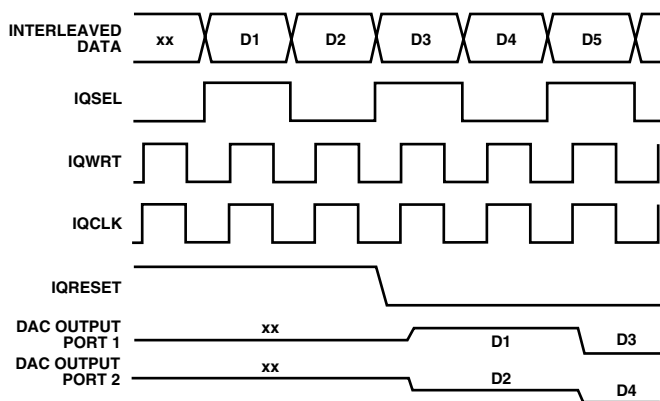 INTERLEAVED
DATA
xx D1 D2 D3 D4 D5
IQSEL
IQWRT
IQCLK
IQRESET
DAC OUTPUT
PORT 1
xx D1 D3
DAC OUTPUT
PORT 2
xx D2 D4